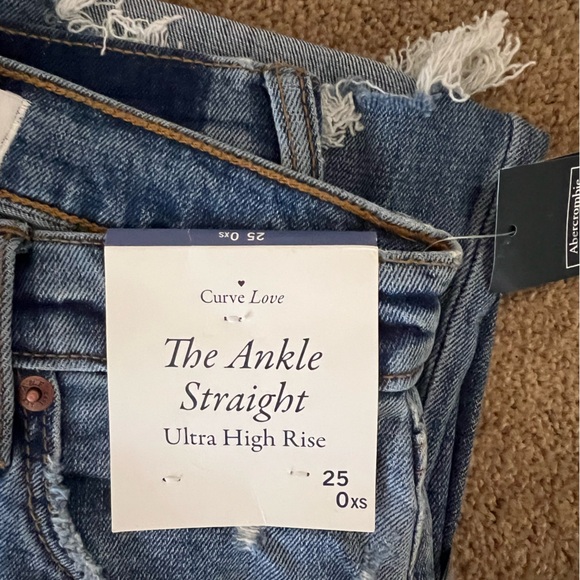 25 0xs
Curve Love
The Ankle
Straight
Ultra High Rise
25
0xs
Abercrombie